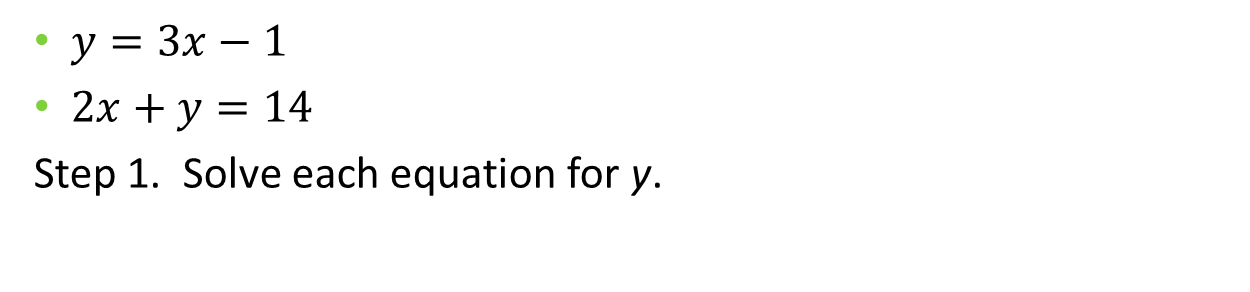 • y = 3x − 1
• 2x + y = 14
Step 1. Solve each equation for y.